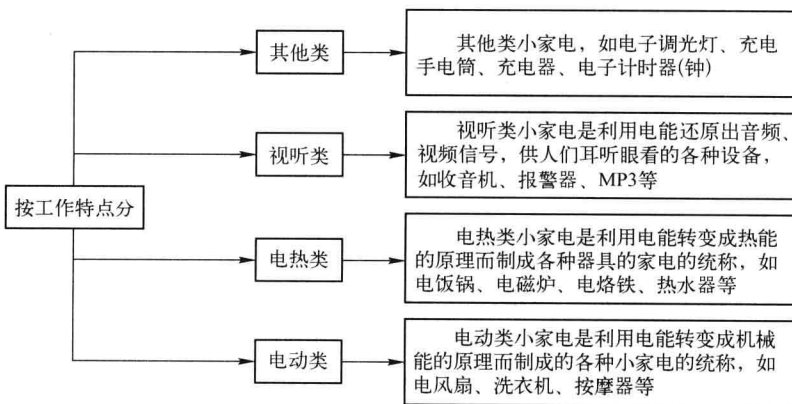 其他类
其他类小家电，如电子调光灯、充电
手电筒、充电器、电子计时器(钟)
视听类
视听类小家电是利用电能还原出音频、
视频信号，供人们耳听眼看的各种设备，
如收音机、报警器、MP3等
按工作特点分
电热类
电热类小家电是利用电能转变成热能
的原理而制成各种器具的家电的统称，如
电饭锅、电磁炉、电烙铁、热水器等
电动类
电动类小家电是利用电能转变成机械
能的原理而制成的各种小家电的统称，如
电风扇、洗衣机、按摩器等